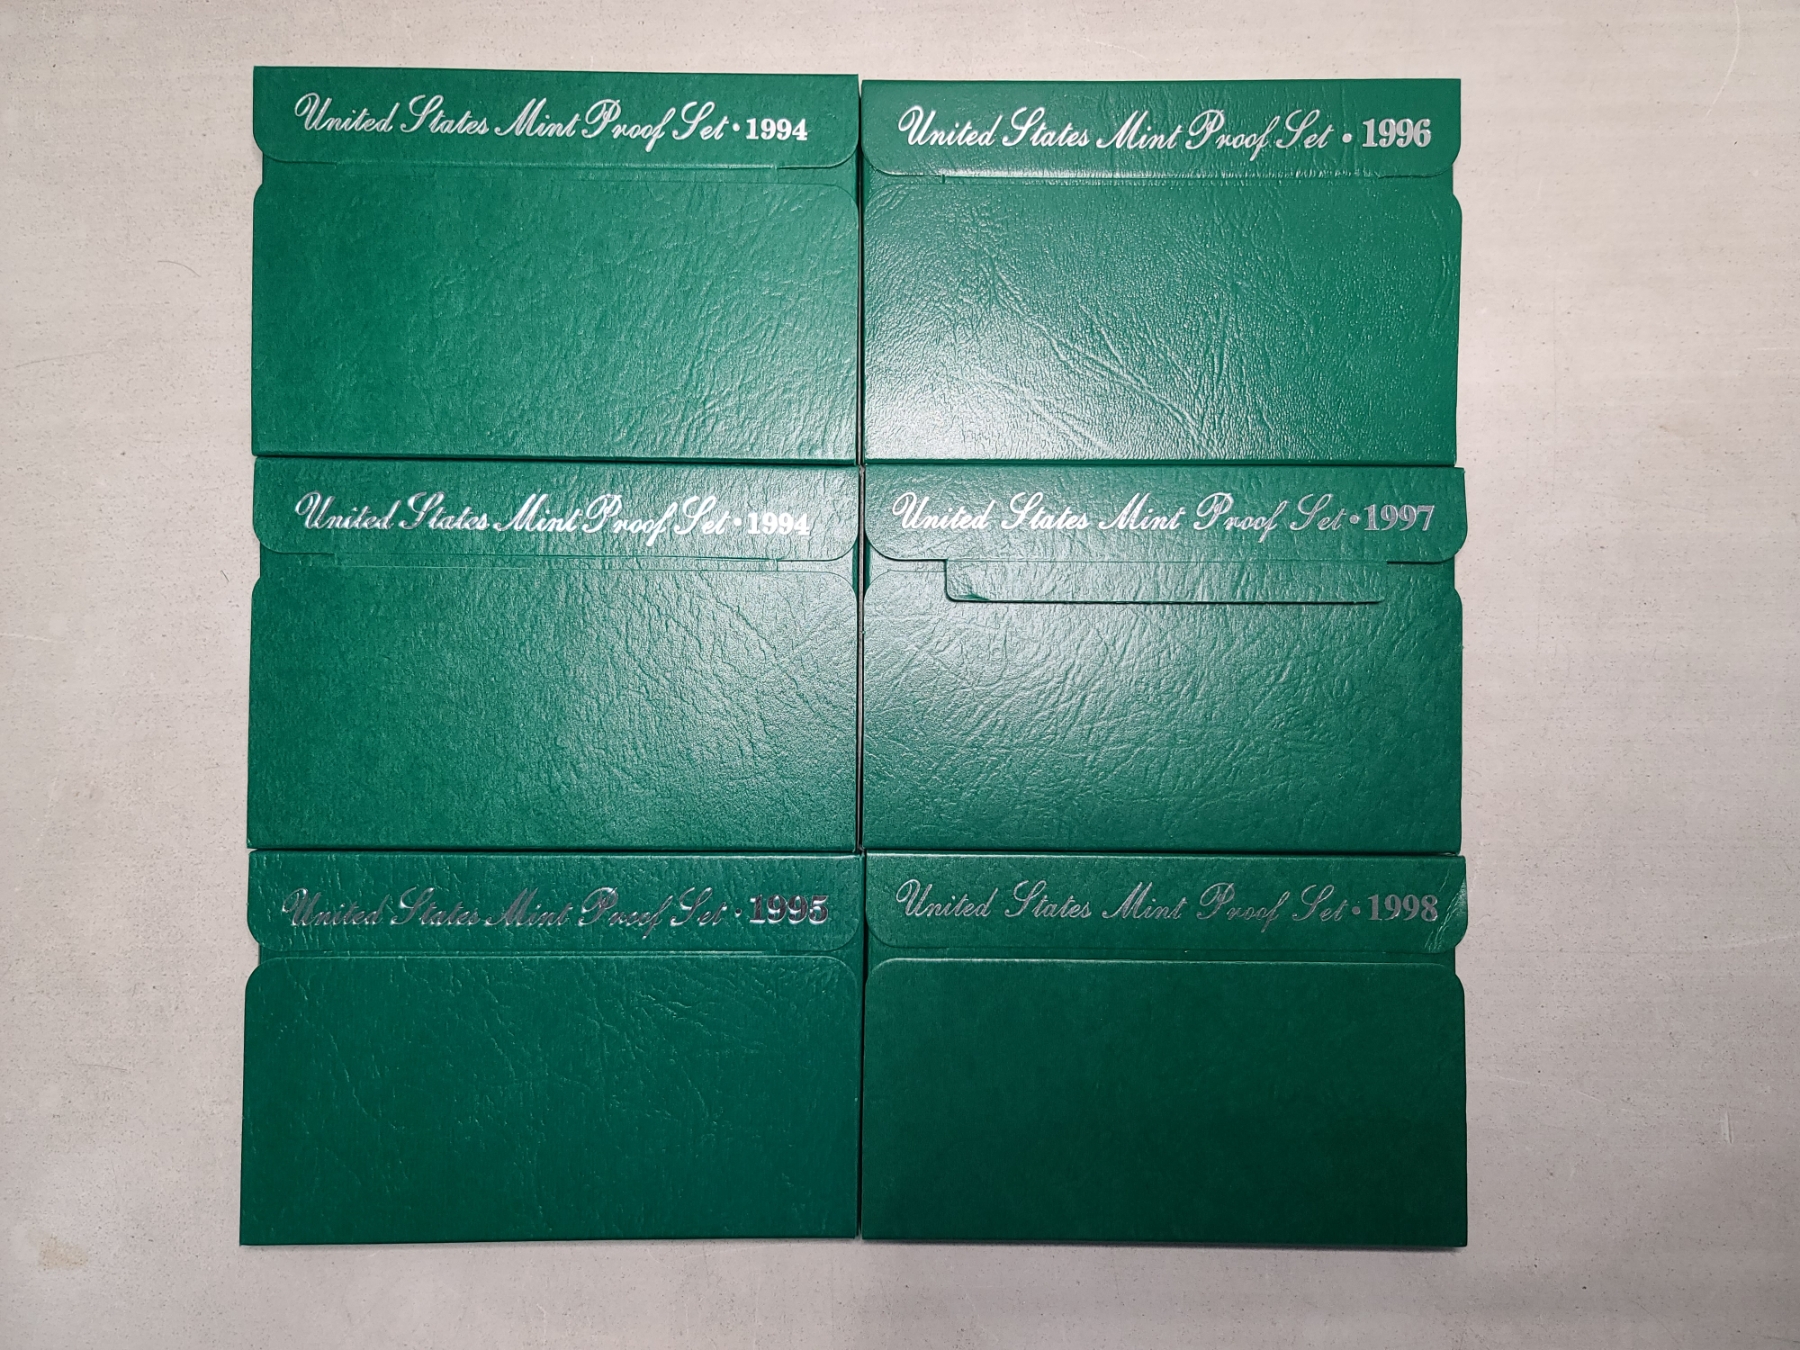 United States Mint Proof Set • 1994
United States Mint Proof Set • 1996
United States Mint Proof Set • 1994
United States Mint Proof Set • 1997
United States Mint Proof Set • 1995
United States Mint Proof Set • 1998